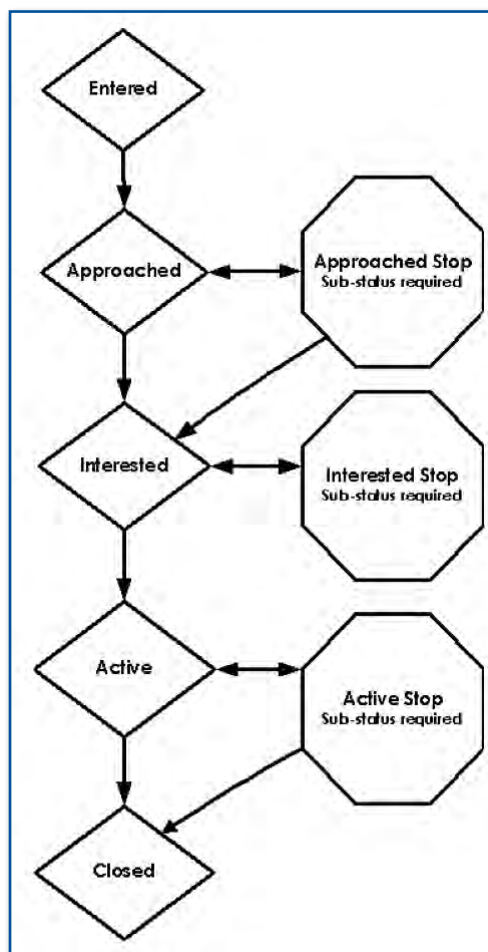 Entered
Approached
Approached Stop
Sub-status required
Interested
Interested Stop
Sub-status required
Active
Active Stop
Sub-status required
Closed